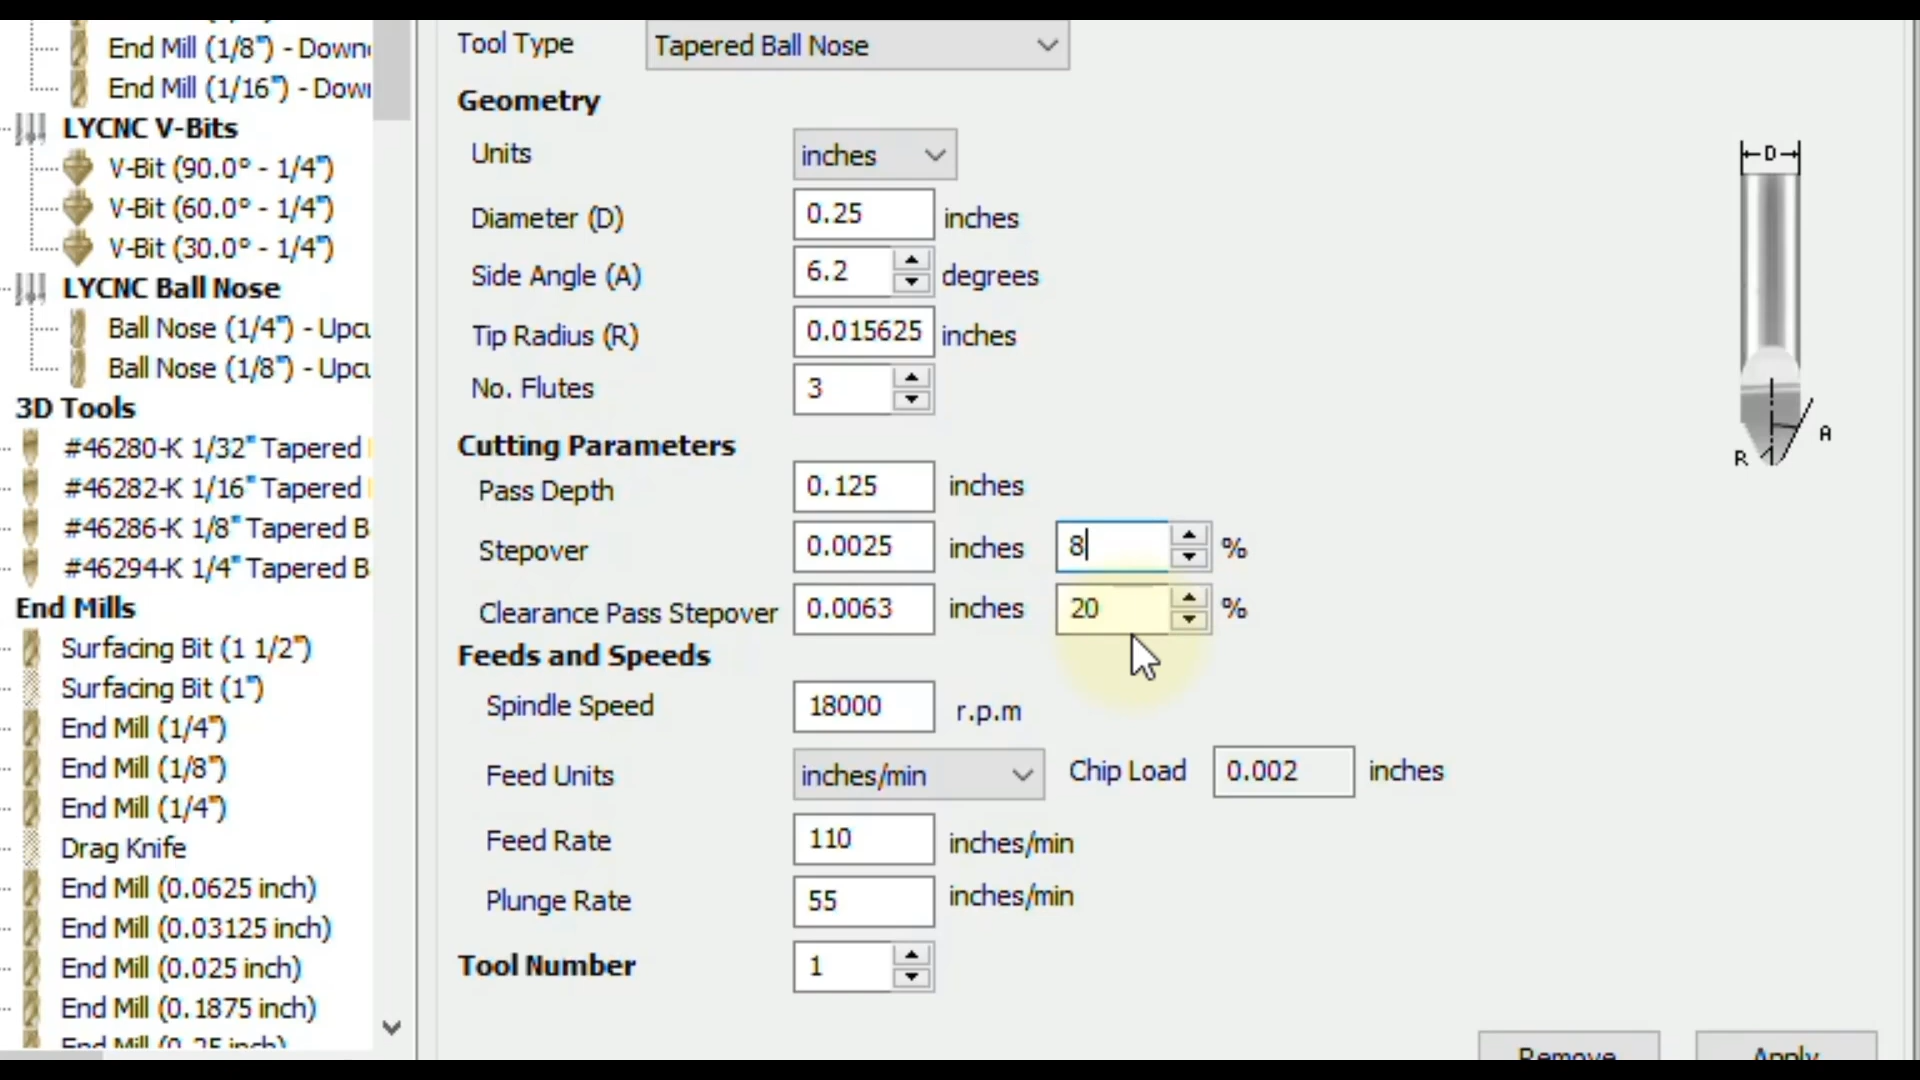 End Mill (1/8") - Down
End Mill (1/16") - Down
LYCNC V-Bits
V-Bit (90.0° - 1/4")
V-Bit (60.0° - 1/4")
V-Bit (30.0° - 1/4")
LYCNC Ball Nose
Ball Nose (1/4") - Upcu
Ball Nose (1/8") - Upcu
3D Tools
#46280-K 1/32" Tapered
#46282-K 1/16" Tapered
#46286-K 1/8" Tapered B
#46294-K 1/4" Tapered B
End Mills
Surfacing Bit (1 1/2")
Surfacing Bit (1")
End Mill (1/4")
End Mill (1/8")
End Mill (1/4")
Drag Knife
End Mill (0.0625 inch)
End Mill (0.03125 inch)
End Mill (0.025 inch)
End Mill (0.1875 inch)
End Mill (0.25 inch)
Tool Type Tapered Ball Nose
Geometry
Units inches
Diameter (D) 0.25 inches
Side Angle (A) 6.2 degrees
Tip Radius (R) 0.015625 inches
No. Flutes 3
Cutting Parameters
Pass Depth 0.125 inches
Stepover 0.0025 inches 8 %
Clearance Pass Stepover 0.0063 inches 20 %
Feeds and Speeds
Spindle Speed 18000 r.p.m
Feed Units inches/min Chip Load 0.002 inches
Feed Rate 110 inches/min
Plunge Rate 55 inches/min
Tool Number 1
D
A
R
Remove Apply